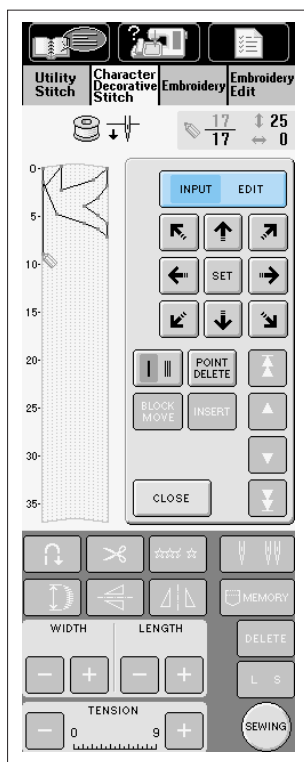 Utility Stitch
Character Decorative Stitch
Embroidery
Embroidery Edit
17
17
25
0
0-
5-
10-
15-
20-
25-
30-
35-
INPUT EDIT
SET
POINT DELETE
BLOCK MOVE
INSERT
CLOSE
MEMORY
WIDTH
LENGTH
DELETE
L S
TENSION
0 9
SEWING